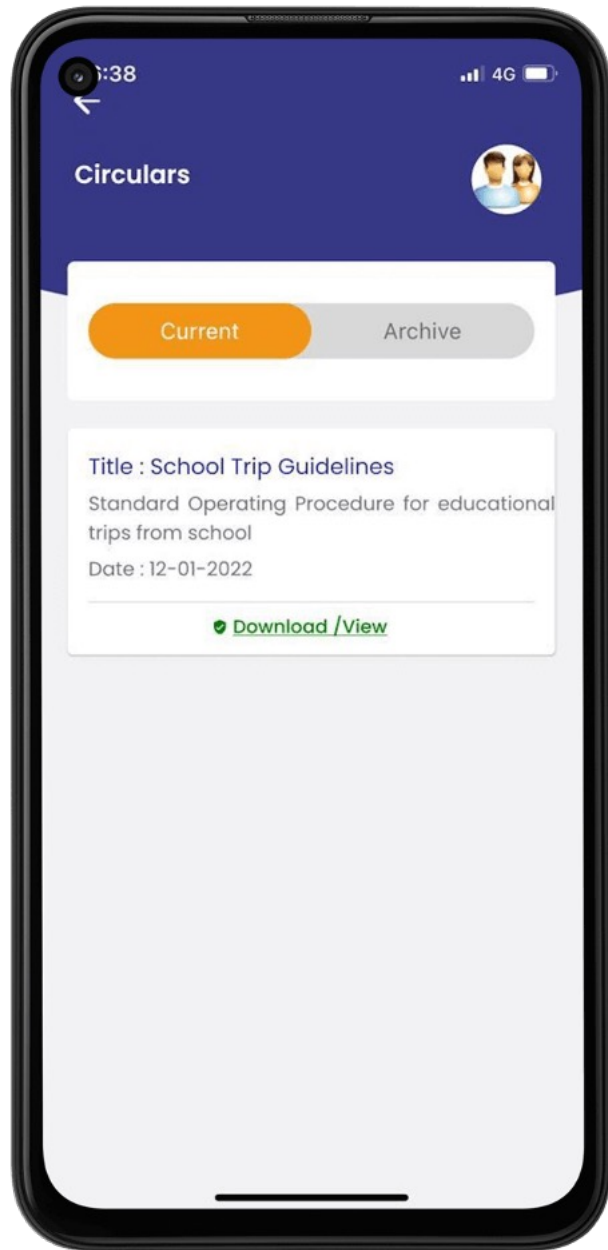 :38
4G
Circulars
Current Archive
Title : School Trip Guidelines
Standard Operating Procedure for educational
trips from school
Date : 12-01-2022
Download /View